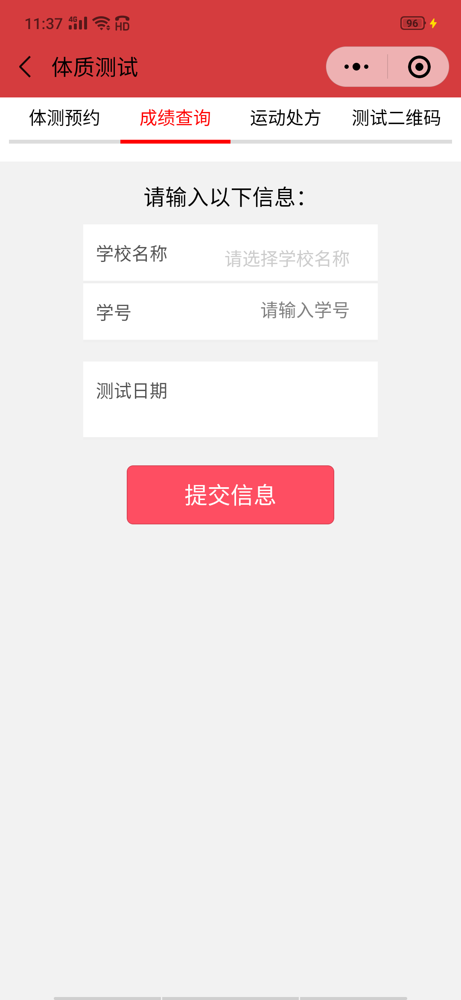 11:37 4G HD 96
体质测试
体测预约 成绩查询 运动处方 测试二维码
请输入以下信息：
学校名称 请选择学校名称
学号 请输入学号
测试日期
提交信息